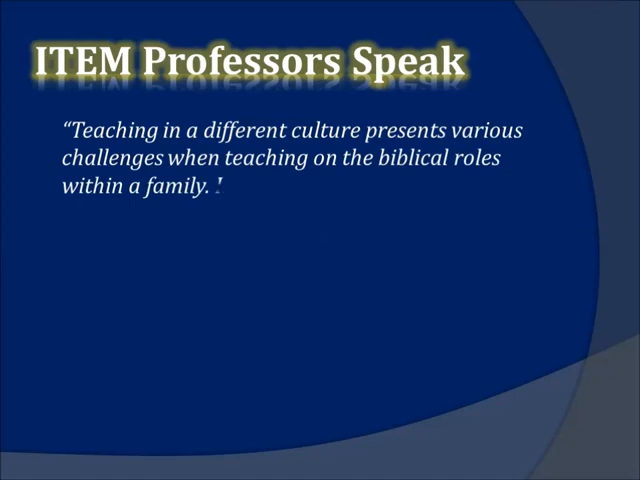 ITEM Professors Speak
“Teaching in a different culture presents various
challenges when teaching on the biblical roles
within a family.